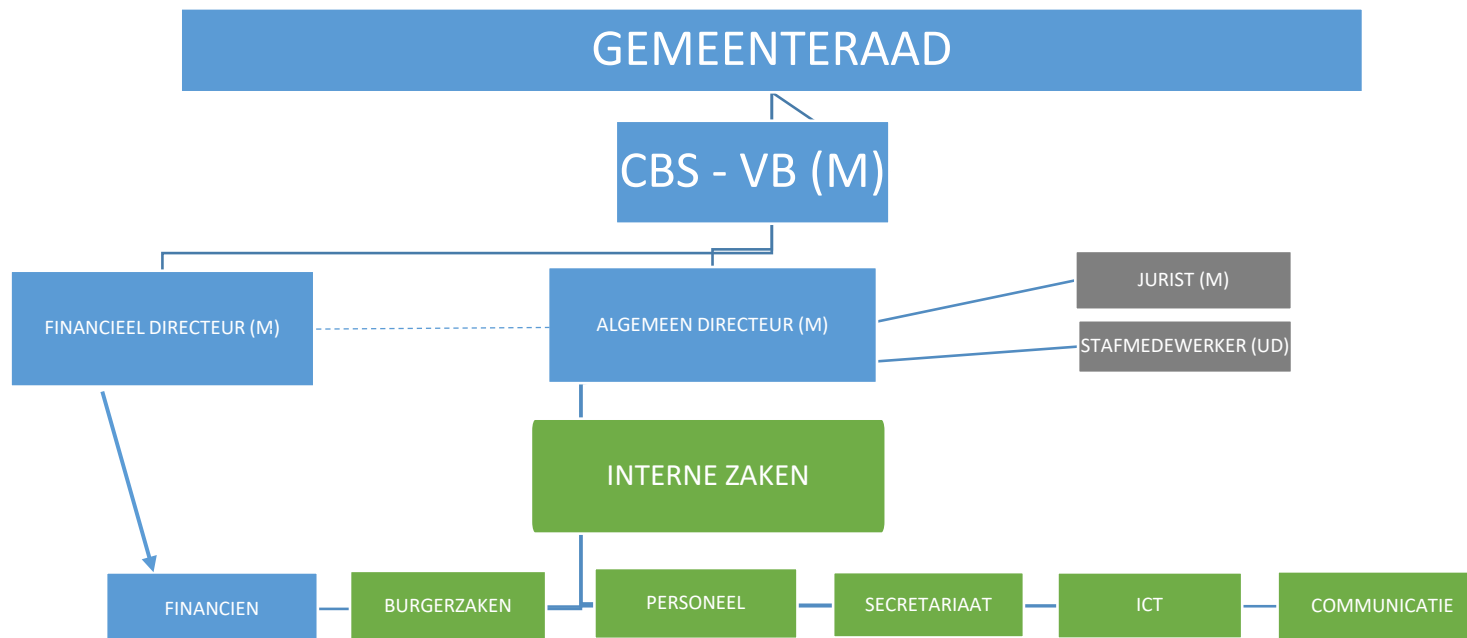 GEMEENTERAAD
CBS - VB (M)
FINANCIEEL DIRECTEUR (M)
ALGEMEEN DIRECTEUR (M)
JURIST (M)
STAFMEDEWERKER (UD)
INTERNE ZAKEN
FINANCIEN
BURGERZAKEN
PERSONEEL
SECRETARIAAT
ICT
COMMUNICATIE